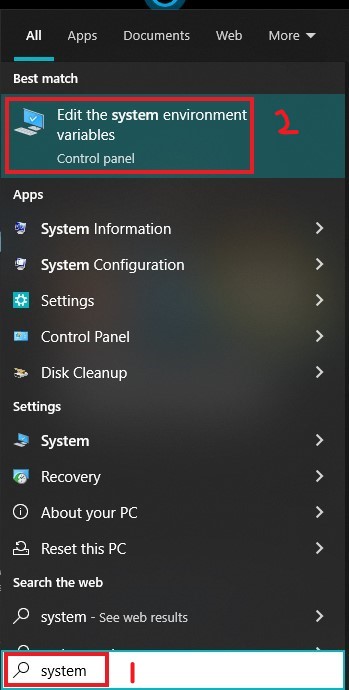 All Apps Documents Web More
Best match
Edit the system environment
variables
Control panel
2
Apps
System Information
System Configuration
Settings
Control Panel
Disk Cleanup
Settings
System
Recovery
About your PC
Reset this PC
Search the web
system - See web results
system 1